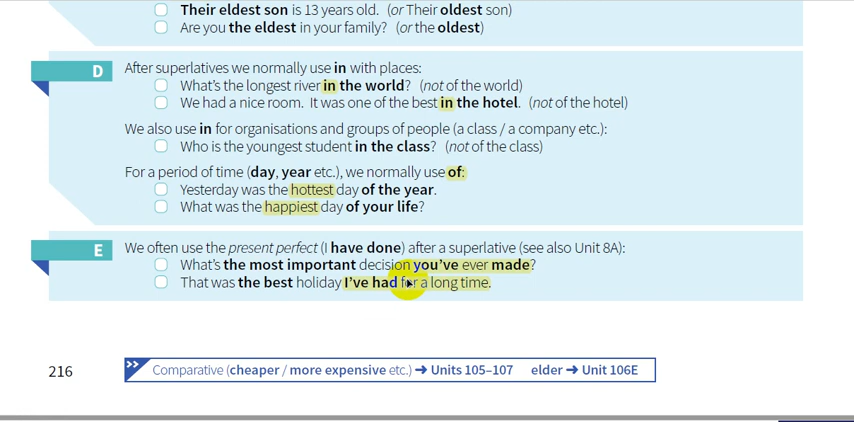 Their eldest son is 13 years old. (or Their oldest son)
Are you the eldest in your family? (or the oldest)
D
After superlatives we normally use in with places:
What's the longest river in the world? (not of the world)
We had a nice room. It was one of the best in the hotel. (not of the hotel)
We also use in for organisations and groups of people (a class / a company etc.):
Who is the youngest student in the class? (not of the class)
For a period of time (day, year etc.), we normally use of:
Yesterday was the hottest day of the year.
What was the happiest day of your life?
E
We often use the present perfect (I have done) after a superlative (see also Unit 8A):
What's the most important decision you've ever made?
That was the best holiday I've had for a long time.
216
Comparative (cheaper / more expensive etc.) ➜ Units 105–107 elder ➜ Unit 106E